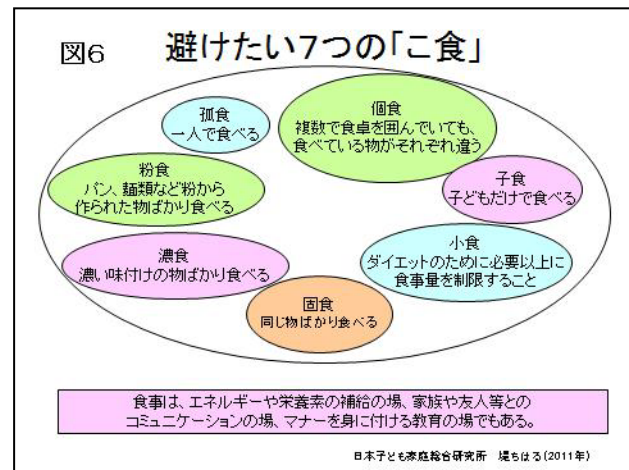 図6 避けたい7つの「こ食」
孤食
一人で食べる
個食
複数で食卓を囲んでいても、
食べている物がそれぞれ違う
粉食
パン、麺類など粉から
作られた物ばかり食べる
子食
子どもだけで食べる
濃食
濃い味付けの物ばかり食べる
小食
ダイエットのために必要以上に
食事量を制限すること
固食
同じ物ばかり食べる
食事は、エネルギーや栄養素の補給の場、家族や友人等との
コミュニケーションの場、マナーを身に付ける教育の場でもある。
日本子ども家庭総合研究所 堤ちはる(2011年)